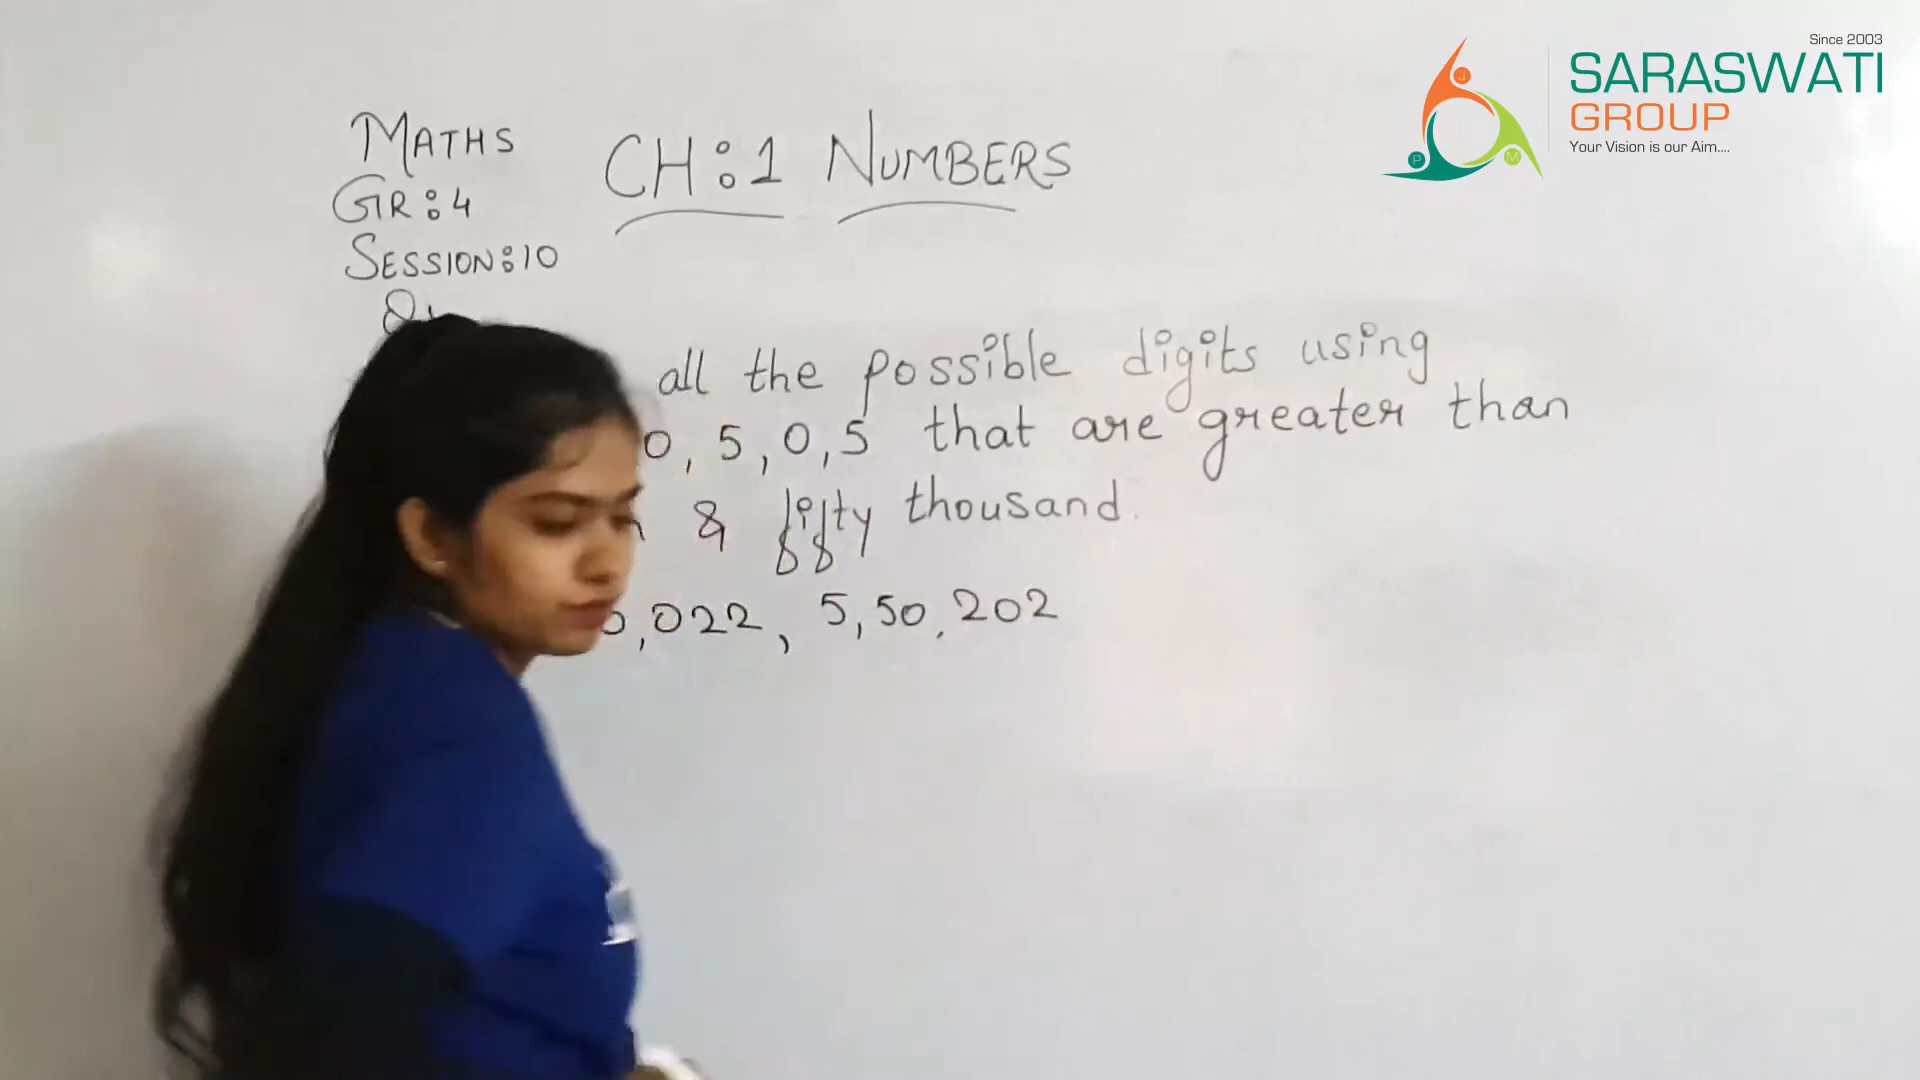 Since 2003
SARASWATI
GROUP
Your Vision is our Aim....
J
P
M
MATHS
GR:4
SESSION:10
CH:1 NUMBERS
all the possible digits using
0, 5, 0, 5 that are greater than
& fifty thousand.
,022, 5,50,202